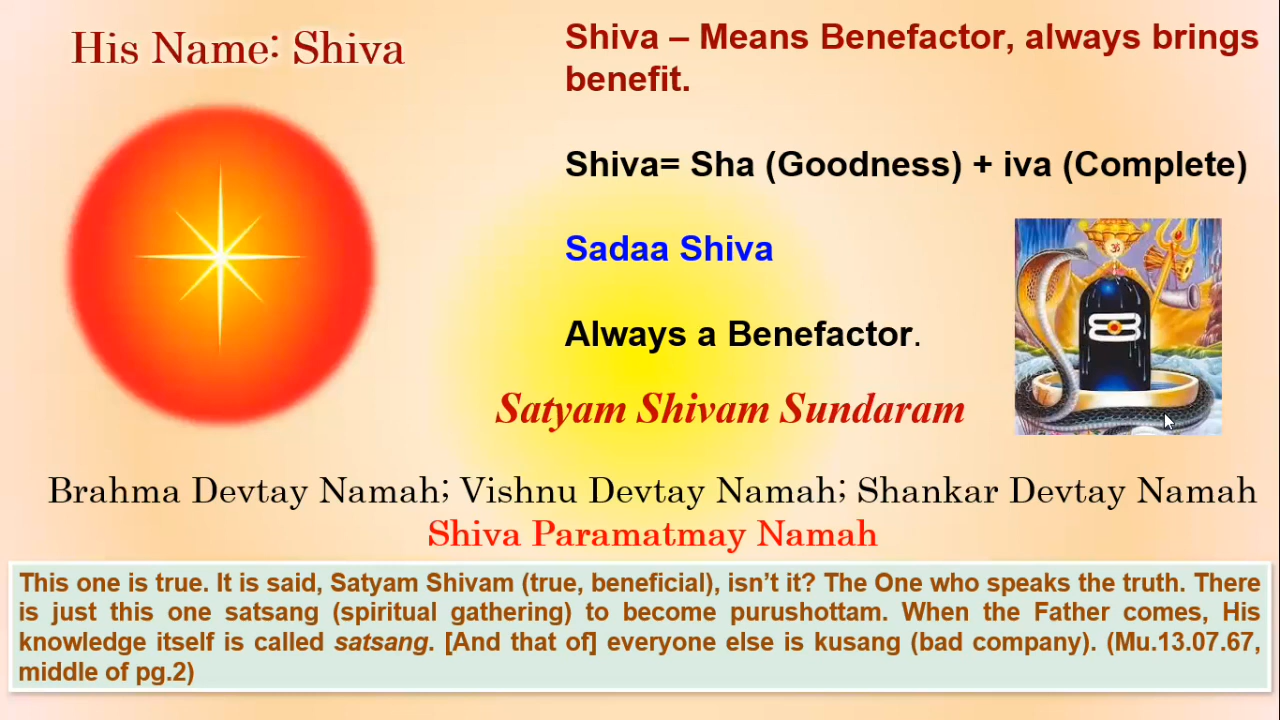 His Name: Shiva
Shiva – Means Benefactor, always brings
benefit.
Shiva= Sha (Goodness) + iva (Complete)
Sadaa Shiva
Always a Benefactor.
Satyam Shivam Sundaram
Brahma Devtay Namah; Vishnu Devtay Namah; Shankar Devtay Namah
Shiva Paramatmay Namah
This one is true. It is said, Satyam Shivam (true, beneficial), isn’t it? The One who speaks the truth. There
is just this one satsang (spiritual gathering) to become purushottam. When the Father comes, His
knowledge itself is called satsang. [And that of] everyone else is kusang (bad company). (Mu.13.07.67,
middle of pg.2)
ॐ